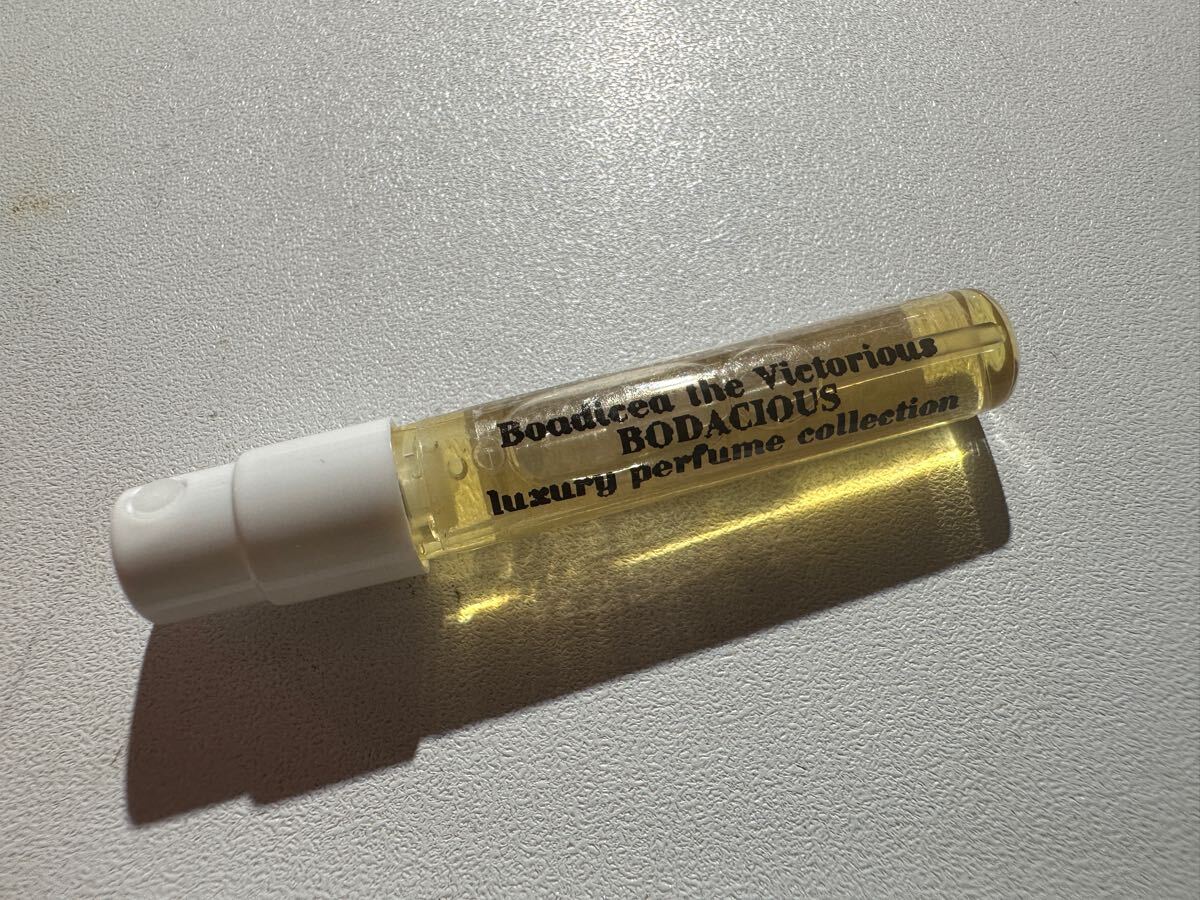 Boadicea the Victorious
BODACIOUS
luxury perfume collection